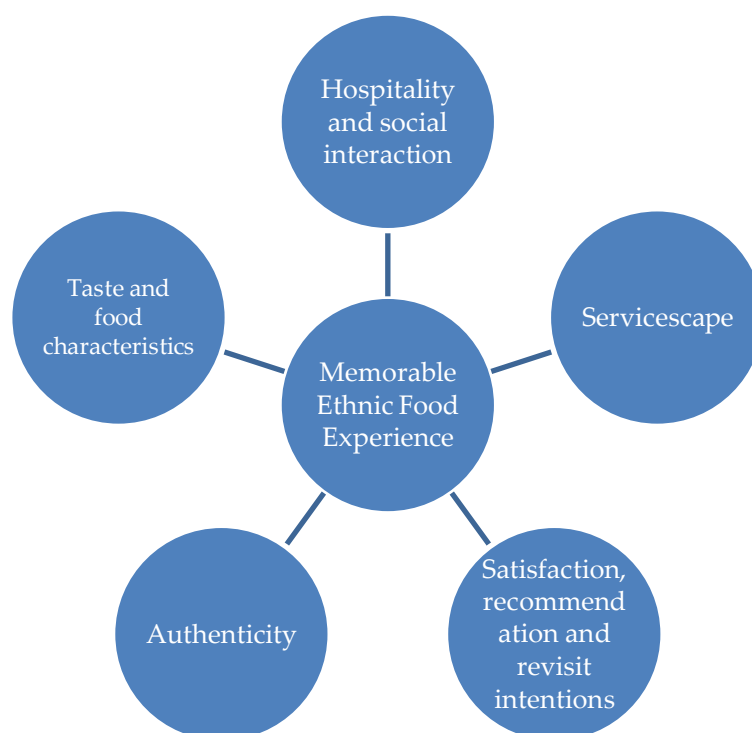 Hospitality
and social
interaction
Taste and
food
characteristics
Servicescape
Memorable
Ethnic Food
Experience
Authenticity
Satisfaction,
recommend
ation and
revisit
intentions